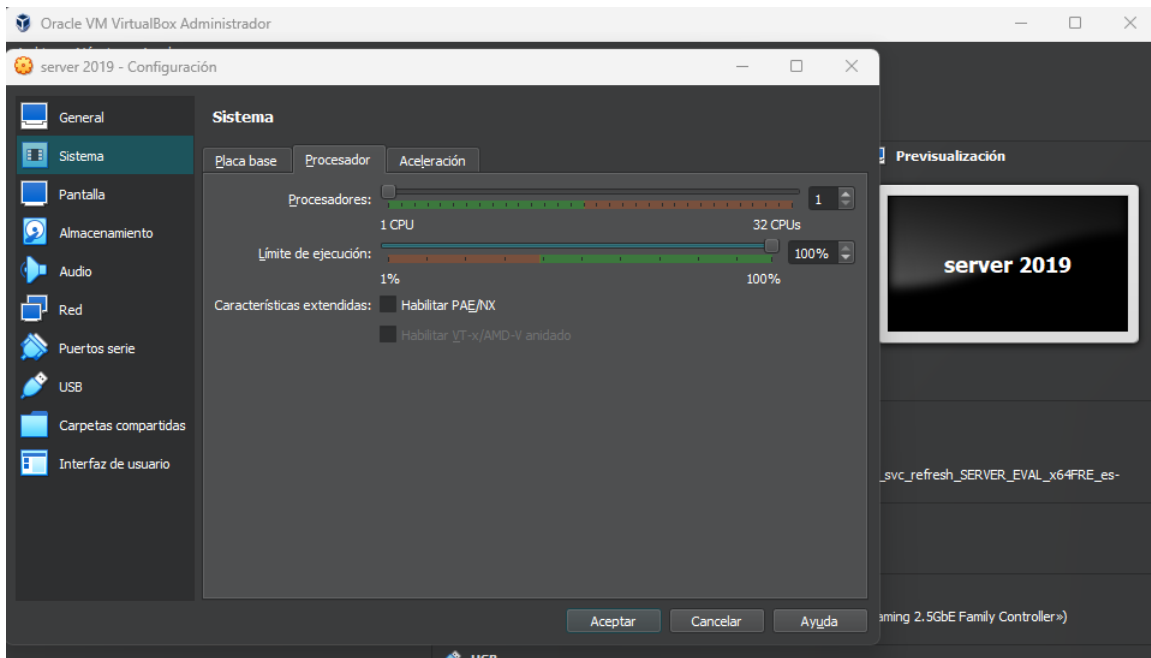 Oracle VM VirtualBox Administrador
server 2019 - Configuración
General
Sistema
Pantalla
Almacenamiento
Audio
Red
Puertos serie
USB
Carpetas compartidas
Interfaz de usuario
Sistema
Placa base Procesador Aceleración
Procesadores: 1
1 CPU 32 CPUs
Límite de ejecución: 100%
1% 100%
Características extendidas: Habilitar PAE/NX
Habilitar VT-x/AMD-V anidado
Aceptar Cancelar Ayuda
Previsualización
server 2019
_svc_refresh_SERVER_EVAL_x64FRE_es-
aming 2.5GbE Family Controller»)